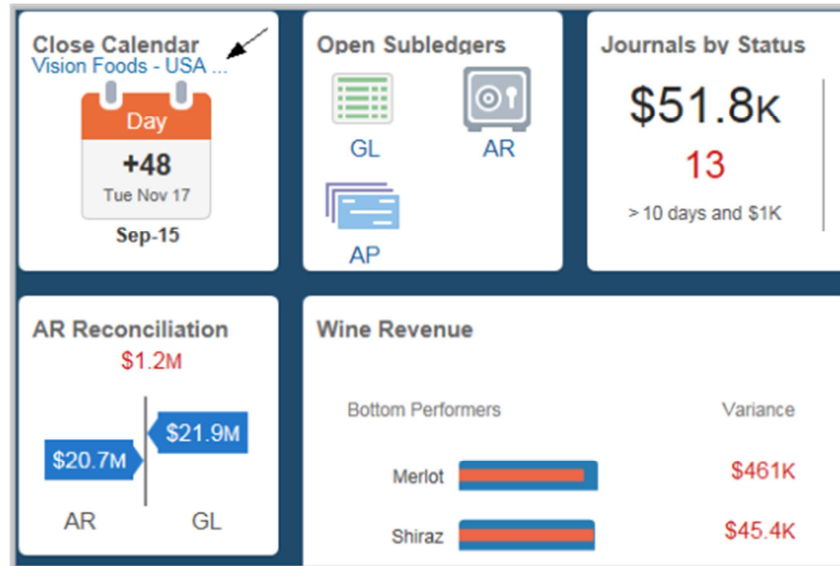 Close Calendar
Vision Foods - USA ...
Day
+48
Tue Nov 17
Sep-15
Open Subledgers
GL
AR
AP
Journals by Status
$51.8K
13
> 10 days and $1K
AR Reconciliation
$1.2M
$21.9M
$20.7M
AR
GL
Wine Revenue
Bottom Performers
Variance
Merlot
$461K
Shiraz
$45.4K